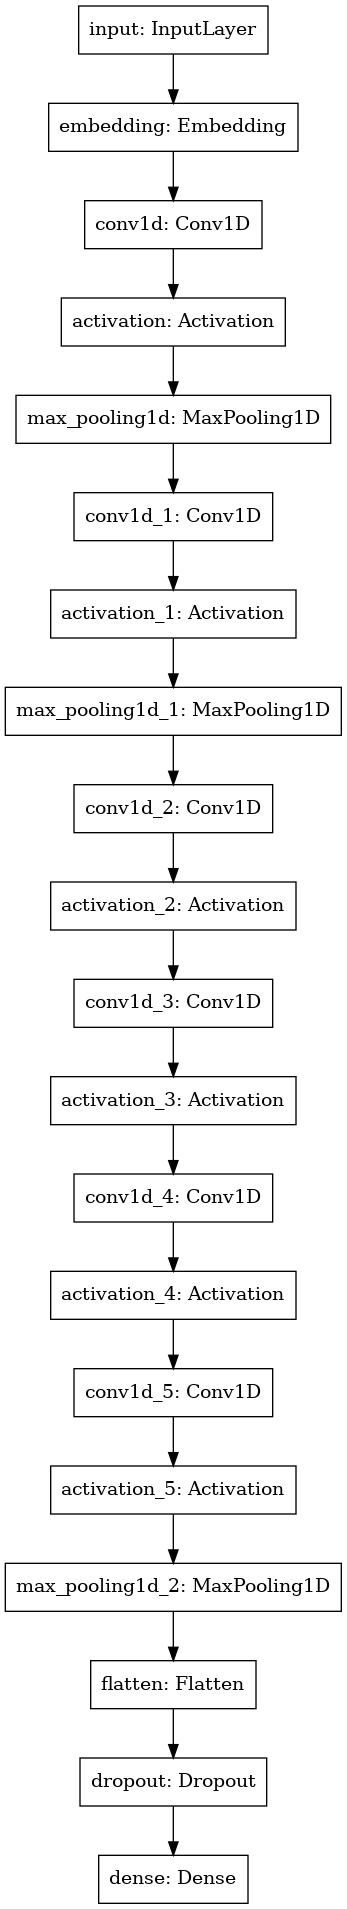 input: InputLayer
embedding: Embedding
conv1d: Conv1D
activation: Activation
max_pooling1d: MaxPooling1D
conv1d_1: Conv1D
activation_1: Activation
max_pooling1d_1: MaxPooling1D
conv1d_2: Conv1D
activation_2: Activation
conv1d_3: Conv1D
activation_3: Activation
conv1d_4: Conv1D
activation_4: Activation
conv1d_5: Conv1D
activation_5: Activation
max_pooling1d_2: MaxPooling1D
flatten: Flatten
dropout: Dropout
dense: Dense